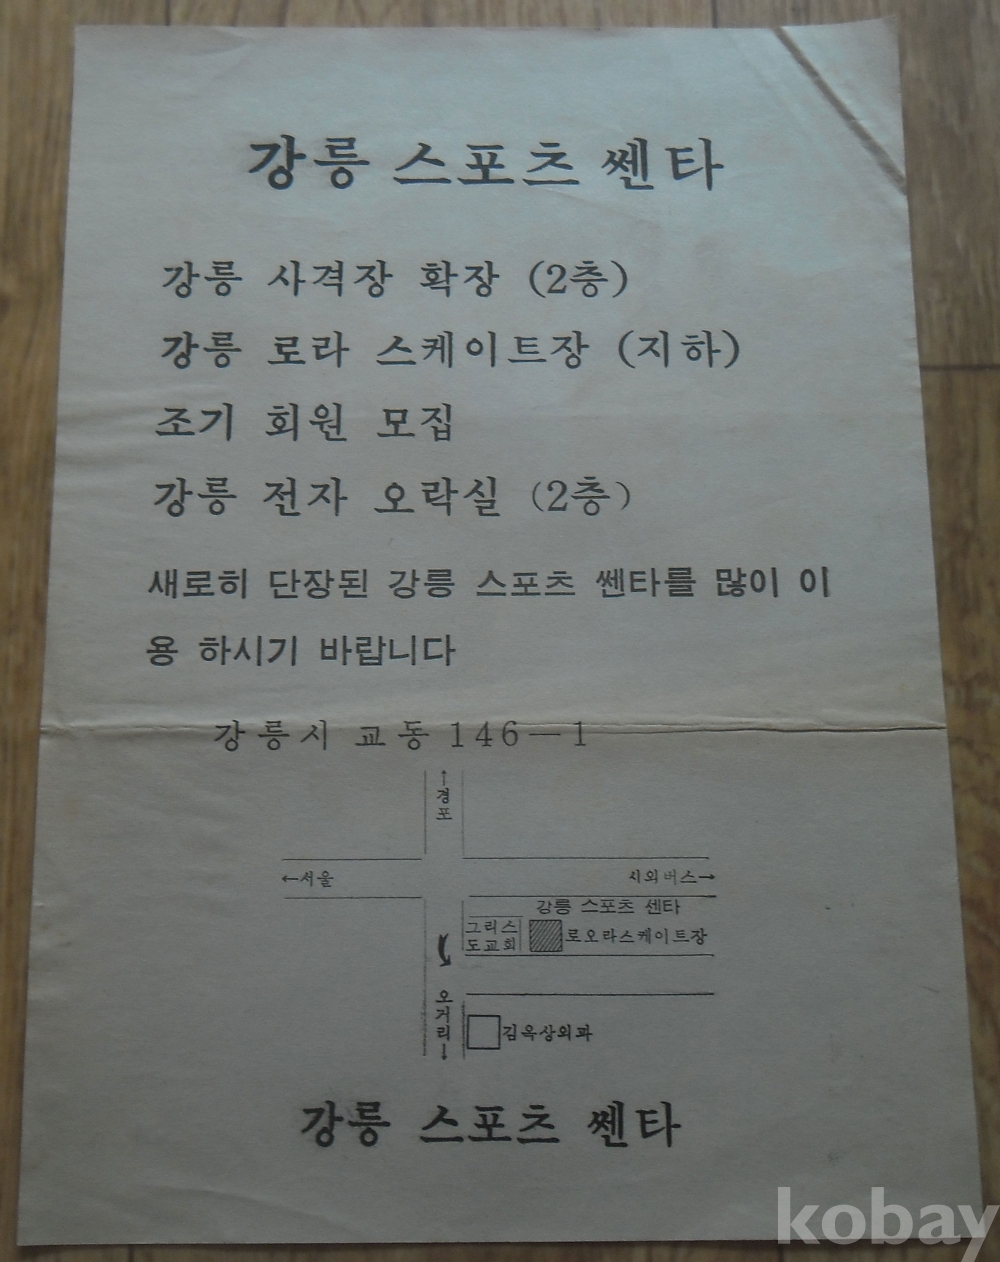 강릉 스포츠 쎈타
강릉 사격장 확장 (2층)
강릉 로라 스케이트장 (지하)
조기 회원 모집
강릉 전자 오락실 (2층)
새로히 단장된 강릉 스포츠 쎈타를 많이 이
용 하시기 바랍니다
강릉시 교동 146—1
↑경포
←서울
시외버스→
강릉 스포츠 센타
그리스
도교회
로오라스케이트장
오거리↓
김옥상외과
강릉 스포츠 쎈타
kobay